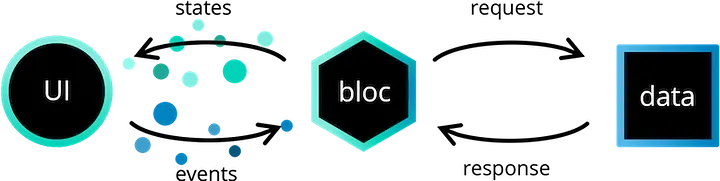 states
request
UI
bloc
data
events
response